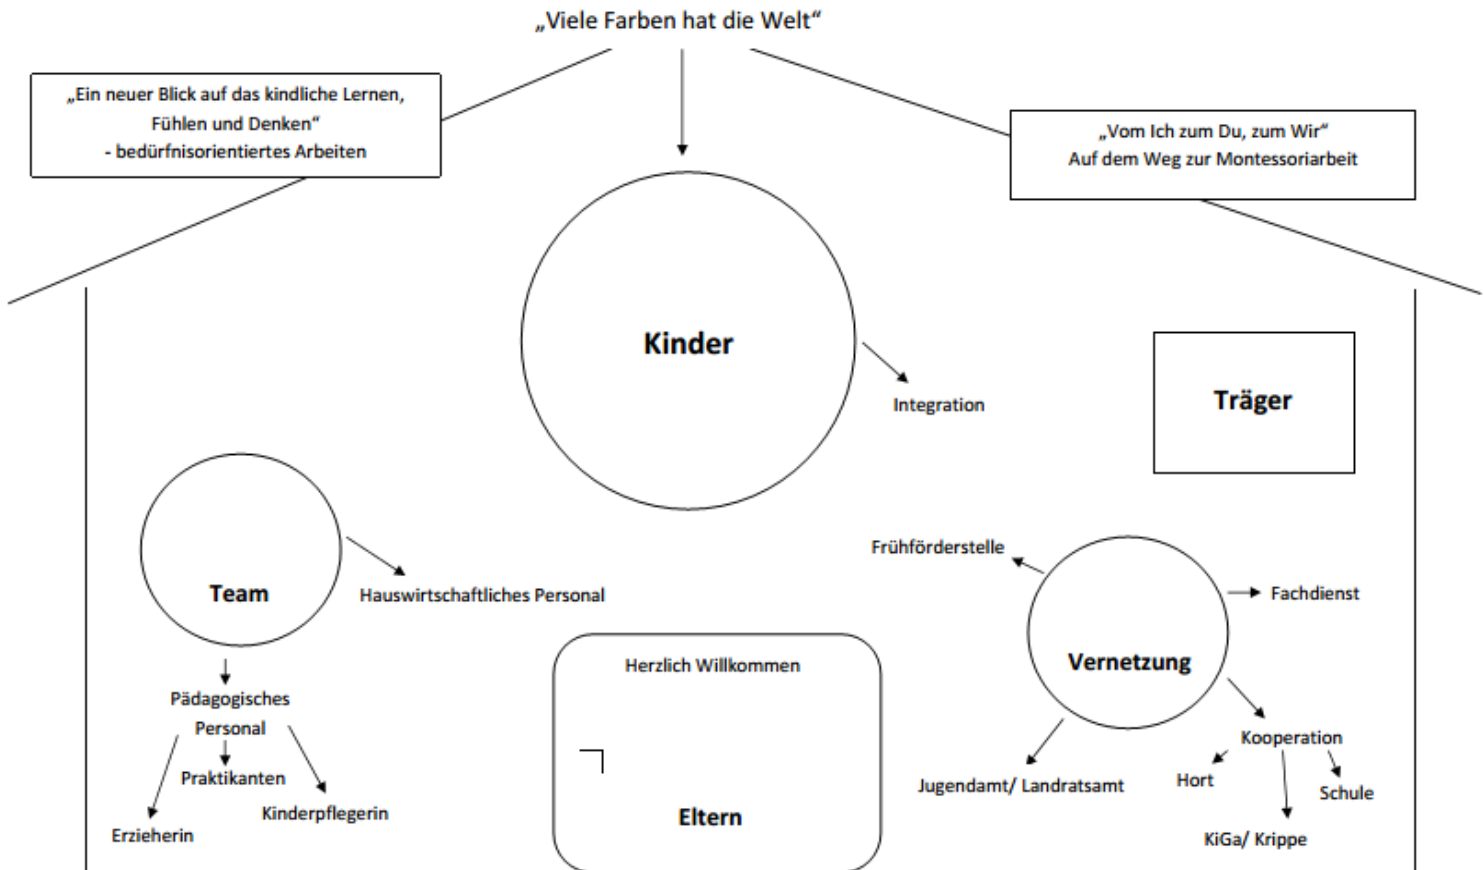 „Viele Farben hat die Welt“
„Ein neuer Blick auf das kindliche Lernen,
Fühlen und Denken“
- bedürfnisorientiertes Arbeiten
„Vom Ich zum Du, zum Wir“
Auf dem Weg zur Montessoriarbeit
Kinder
Integration
Träger
Team
Hauswirtschaftliches Personal
Pädagogisches
Personal
Praktikanten
Kinderpflegerin
Erzieherin
Herzlich Willkommen
Eltern
Frühförderstelle
Fachdienst
Vernetzung
Kooperation
Jugendamt/ Landratsamt
Hort
Schule
KiGa/ Krippe